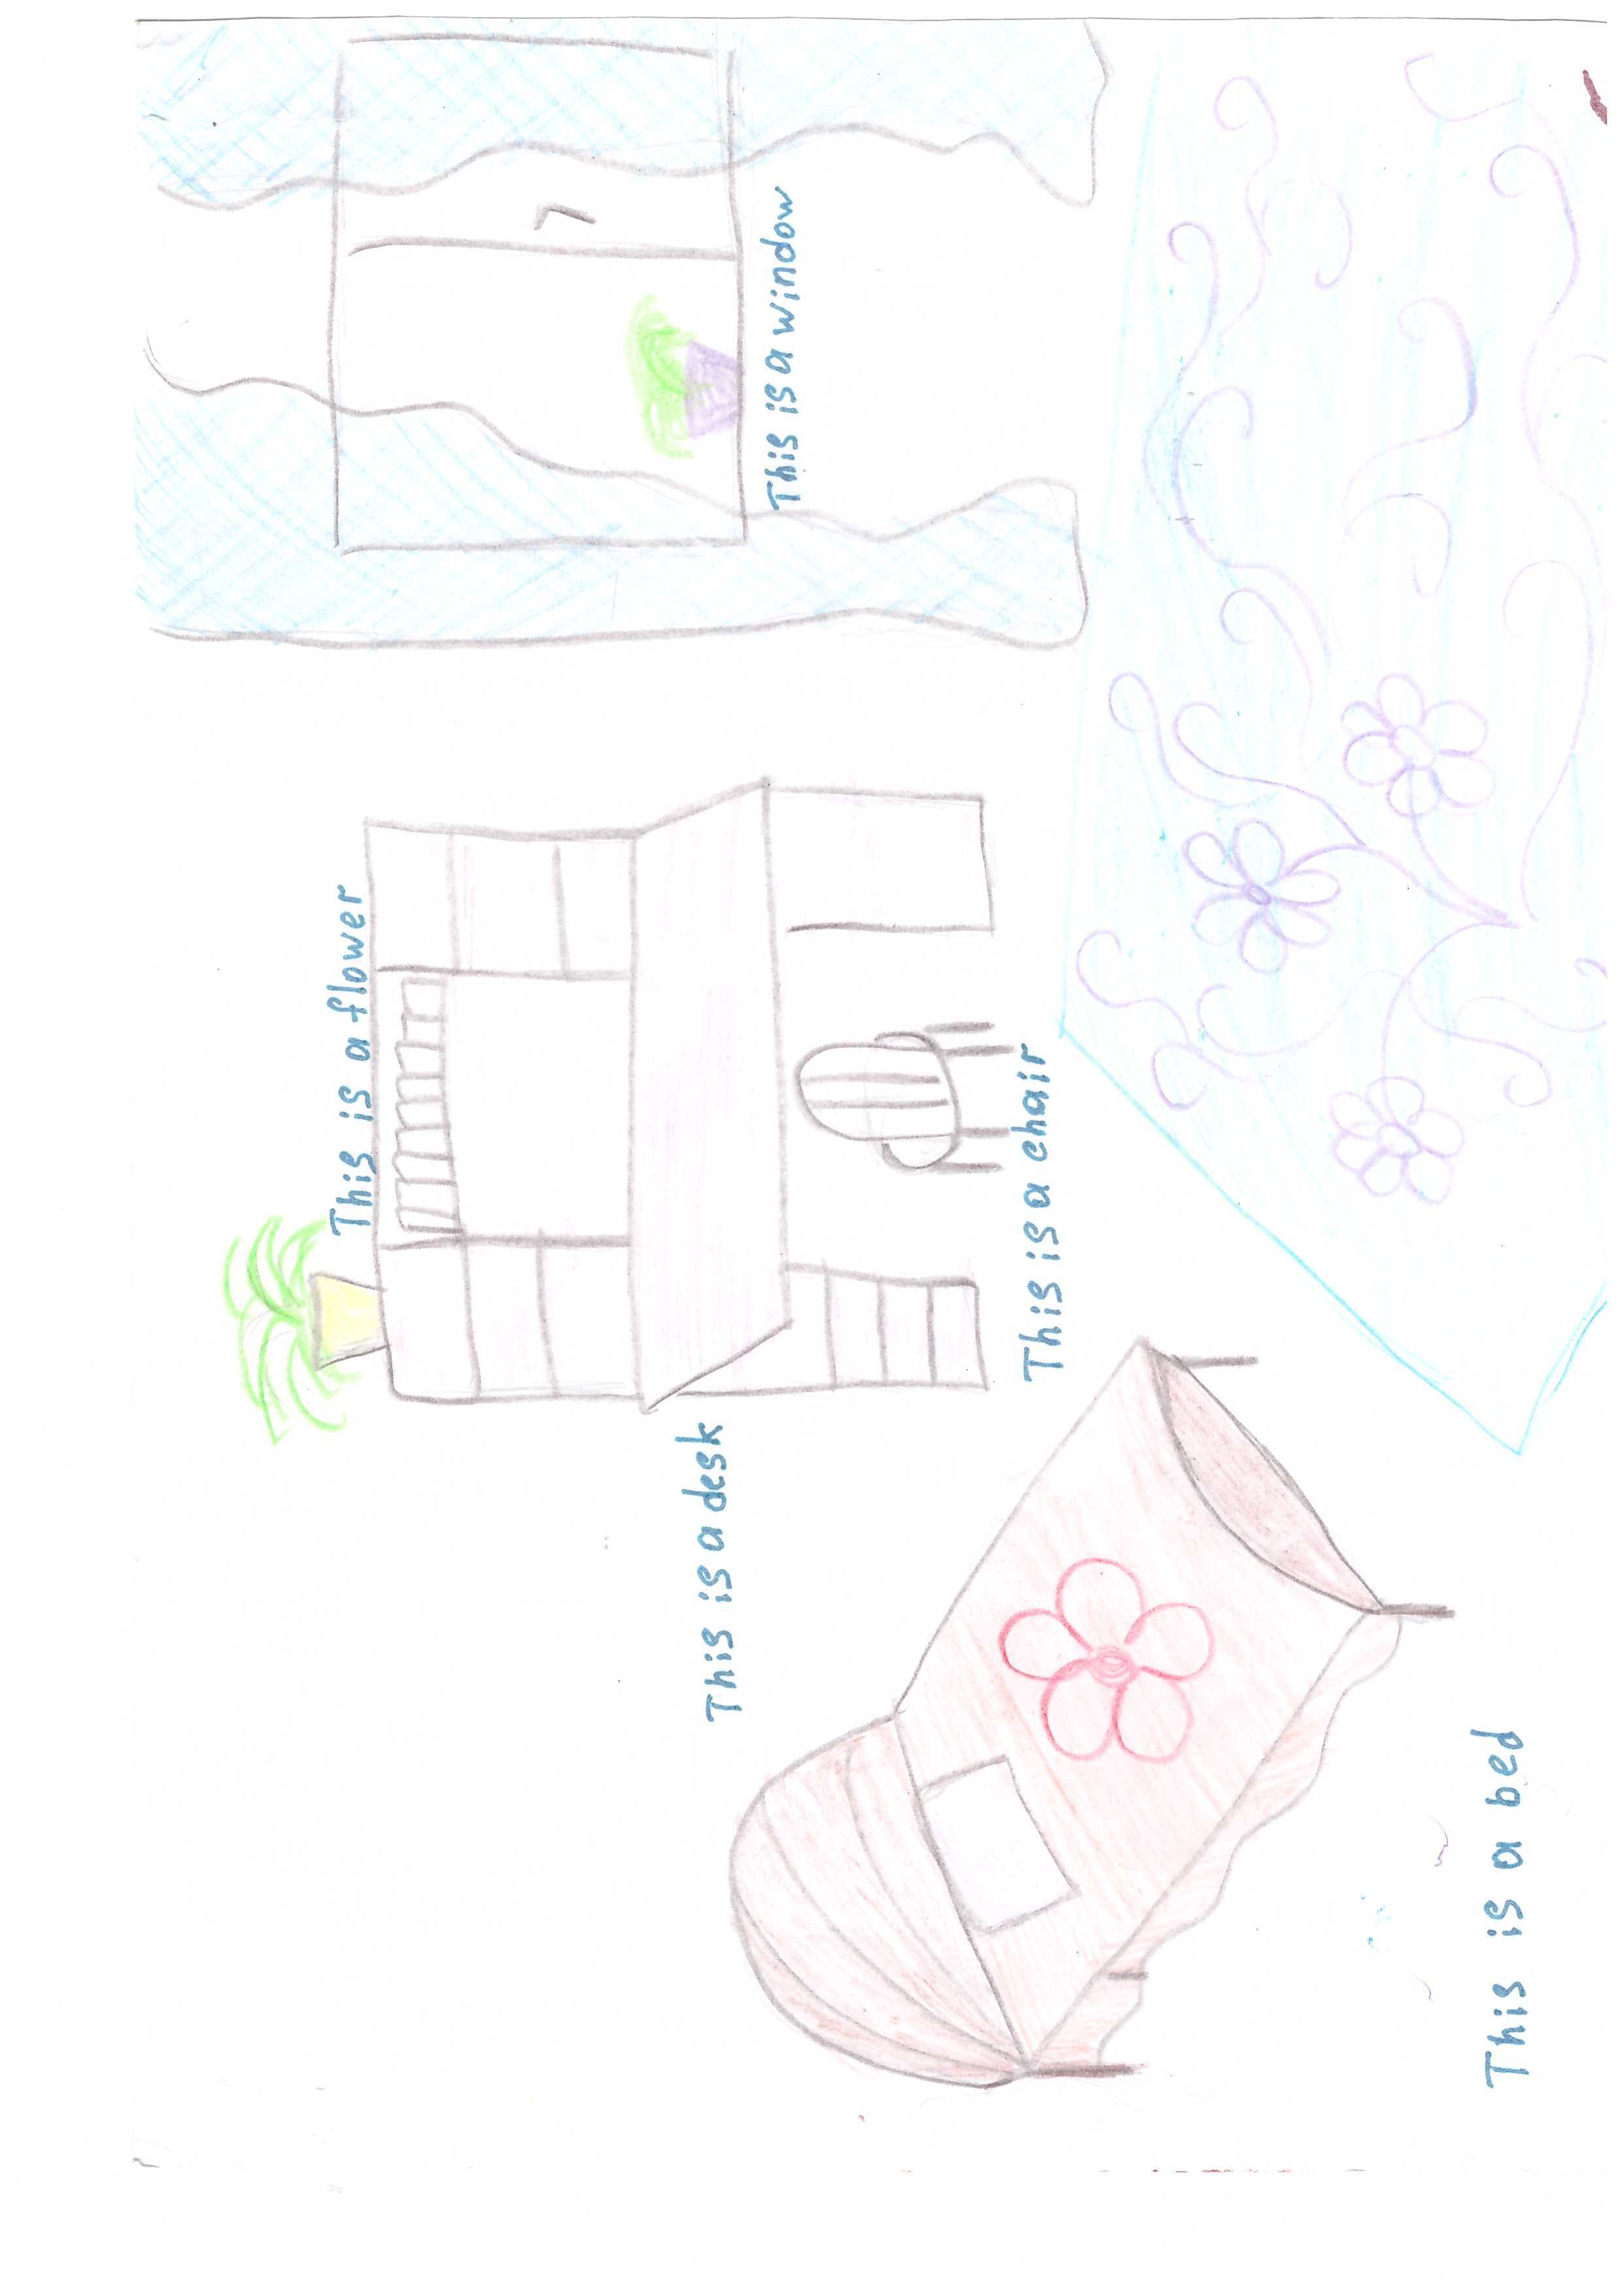 This is a flower
This is a window
This is a desk
This is a chair
This is a bed